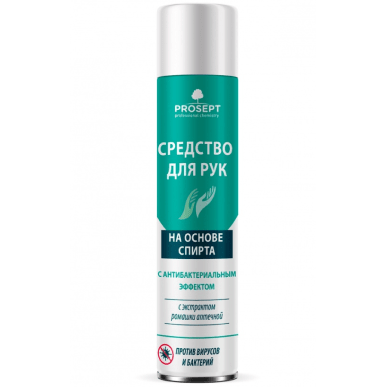 PROSEPT
professional chemistry
СРЕДСТВО
ДЛЯ РУК
НА ОСНОВЕ
СПИРТА
С АНТИБАКТЕРИАЛЬНЫМ
ЭФФЕКТОМ
с экстрактом
ромашки аптечной
ПРОТИВ ВИРУСОВ
И БАКТЕРИЙ